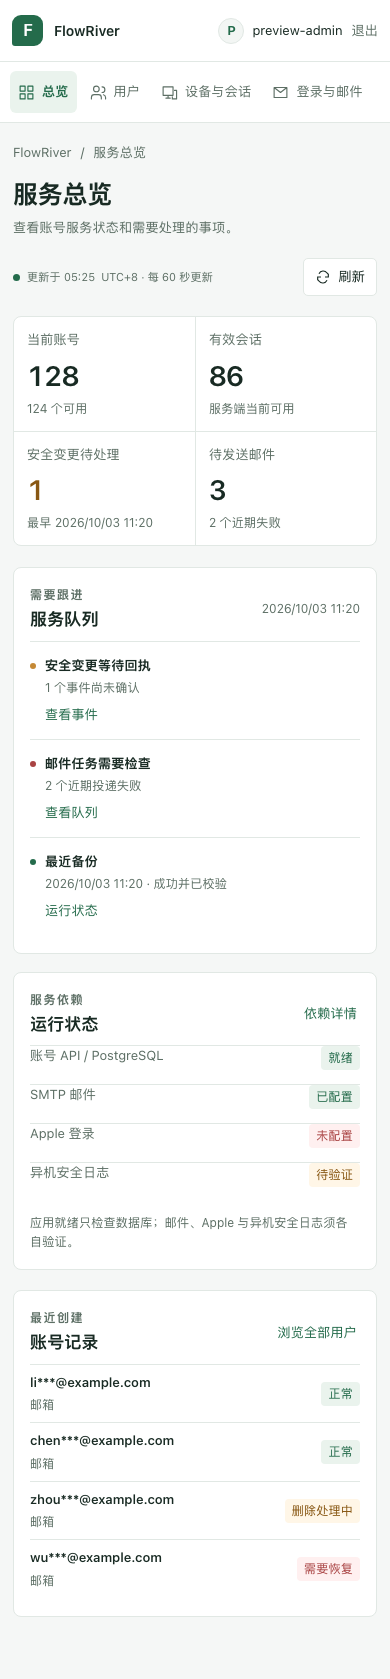 F FlowRiver P preview-admin 退出
总览 用户 设备与会话 登录与邮件
FlowRiver / 服务总览
服务总览
查看账号服务状态和需要处理的事项。
更新于 05:25 UTC+8 · 每 60 秒更新 刷新
当前账号 有效会话
128 86
124 个可用 服务端当前可用
安全变更待处理 待发送邮件
1 3
最早 2026/10/03 11:20 2 个近期失败
需要跟进
服务队列 2026/10/03 11:20
安全变更等待回执
1 个事件尚未确认
查看事件
邮件任务需要检查
2 个近期投递失败
查看队列
最近备份
2026/10/03 11:20 · 成功并已校验
运行状态
服务依赖
运行状态 依赖详情
账号 API / PostgreSQL 就绪
SMTP 邮件 已配置
Apple 登录 未配置
异机安全日志 待验证
应用就绪只检查数据库；邮件、Apple 与异机安全日志须各
自验证。
最近创建
账号记录 浏览全部用户
li***@example.com 正常
邮箱
chen***@example.com 正常
邮箱
zhou***@example.com 删除处理中
邮箱
wu***@example.com 需要恢复
邮箱